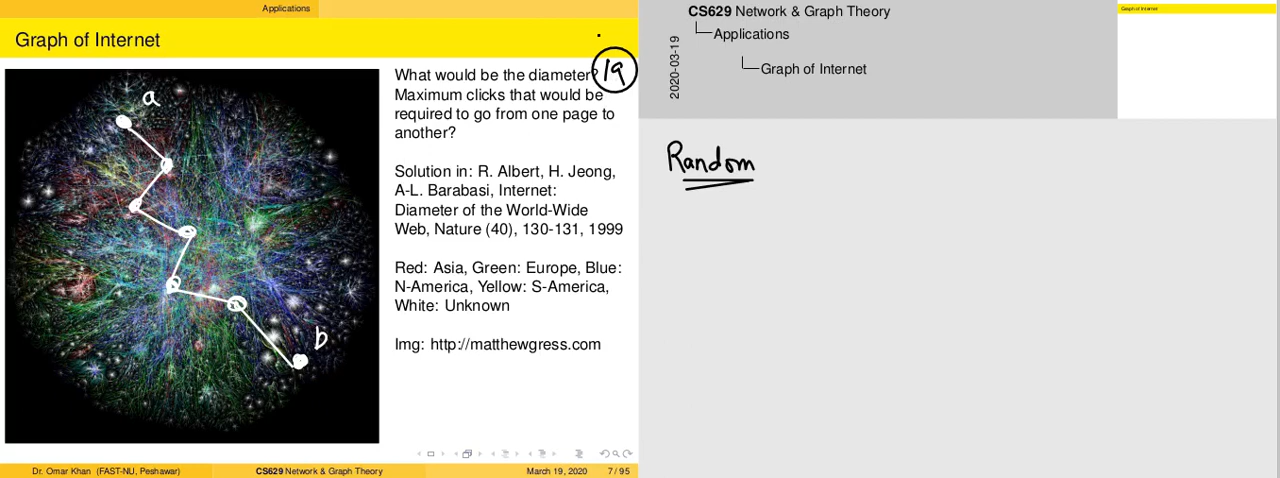 Applications
Graph of Internet
a
b
What would be the diameter? 19
Maximum clicks that would be
required to go from one page to
another?
Solution in: R. Albert, H. Jeong,
A-L. Barabasi, Internet:
Diameter of the World-Wide
Web, Nature (40), 130-131, 1999
Red: Asia, Green: Europe, Blue:
N-America, Yellow: S-America,
White: Unknown
Img: http://matthewgress.com
Dr. Omar Khan (FAST-NU, Peshawar) CS629 Network & Graph Theory March 19, 2020 7 / 95
2020-03-19
CS629 Network & Graph Theory
Applications
Graph of Internet
Graph of Internet
Random